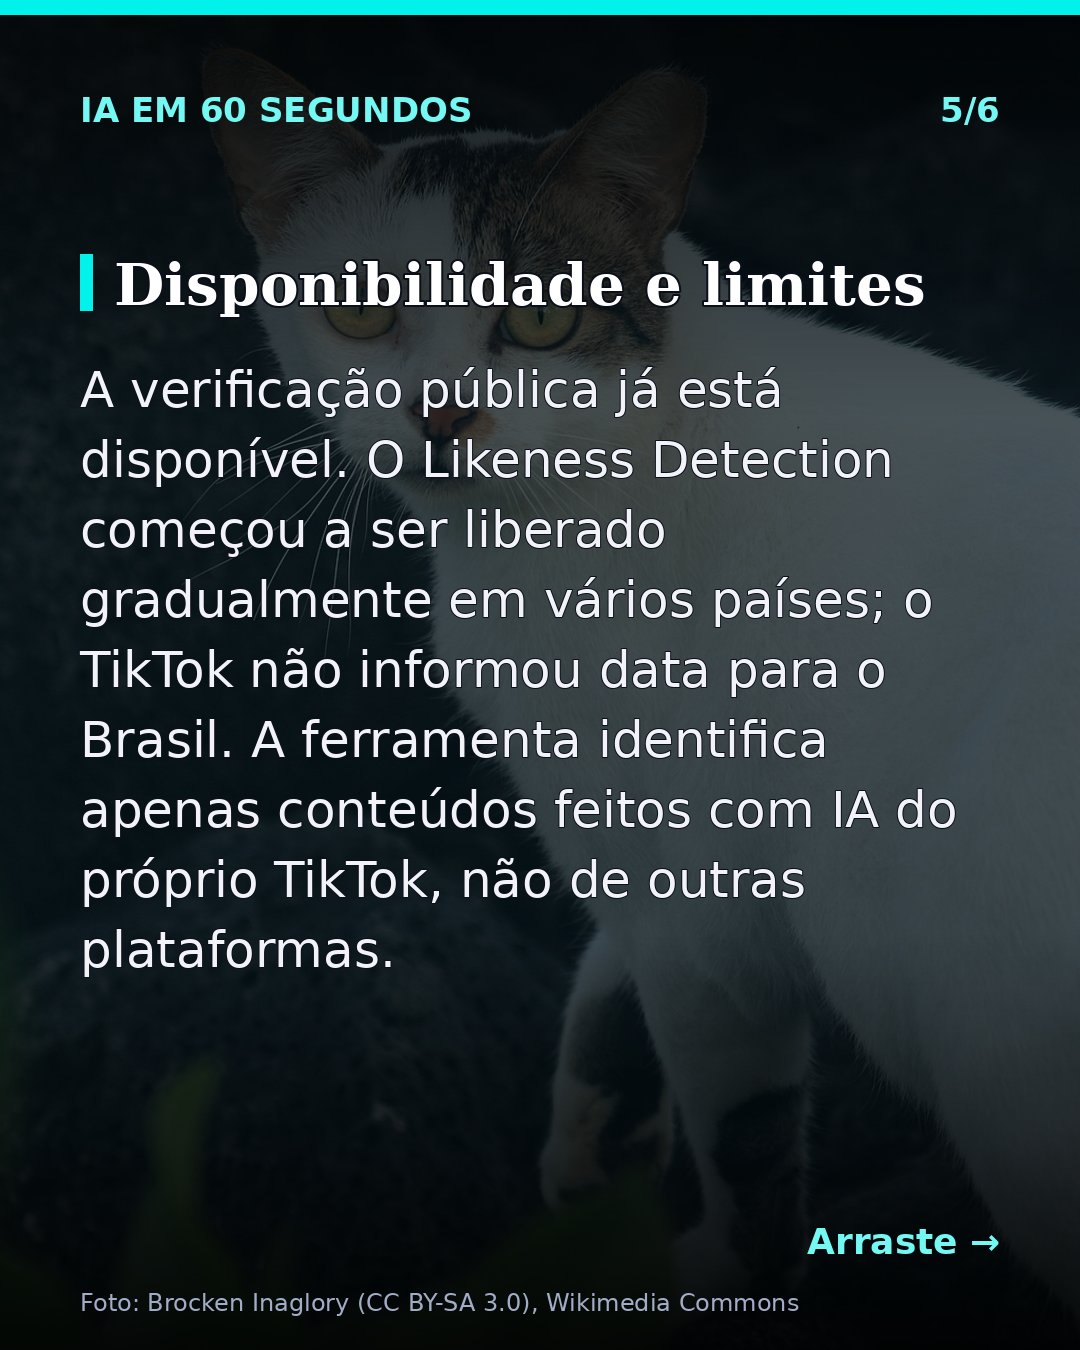 IA EM 60 SEGUNDOS
5/6
Disponibilidade e limites
A verificação pública já está
disponível. O Likeness Detection
começou a ser liberado
gradualmente em vários países; o
TikTok não informou data para o
Brasil. A ferramenta identifica
apenas conteúdos feitos com IA do
próprio TikTok, não de outras
plataformas.
Arraste →
Foto: Brocken Inaglory (CC BY-SA 3.0), Wikimedia Commons